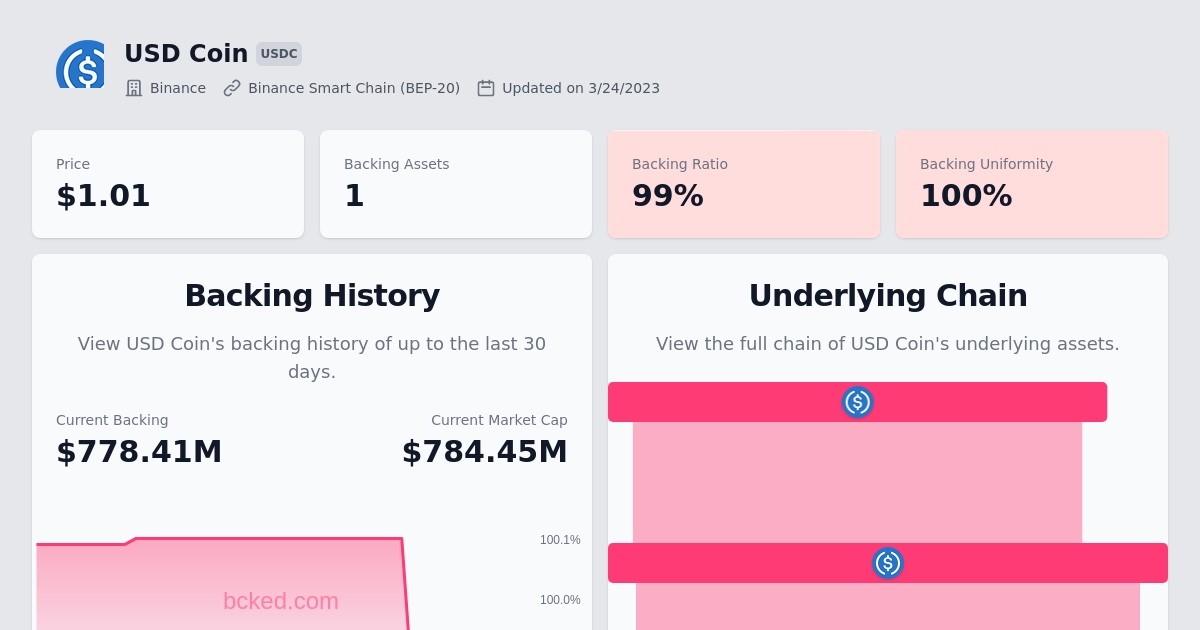 USD Coin USDC
Binance Binance Smart Chain (BEP-20) Updated on 3/24/2023
Price
$1.01
Backing Assets
1
Backing Ratio
99%
Backing Uniformity
100%
Backing History
View USD Coin's backing history of up to the last 30
days.
Current Backing
$778.41M
Current Market Cap
$784.45M
100.1%
100.0%
bcked.com
Underlying Chain
View the full chain of USD Coin's underlying assets.